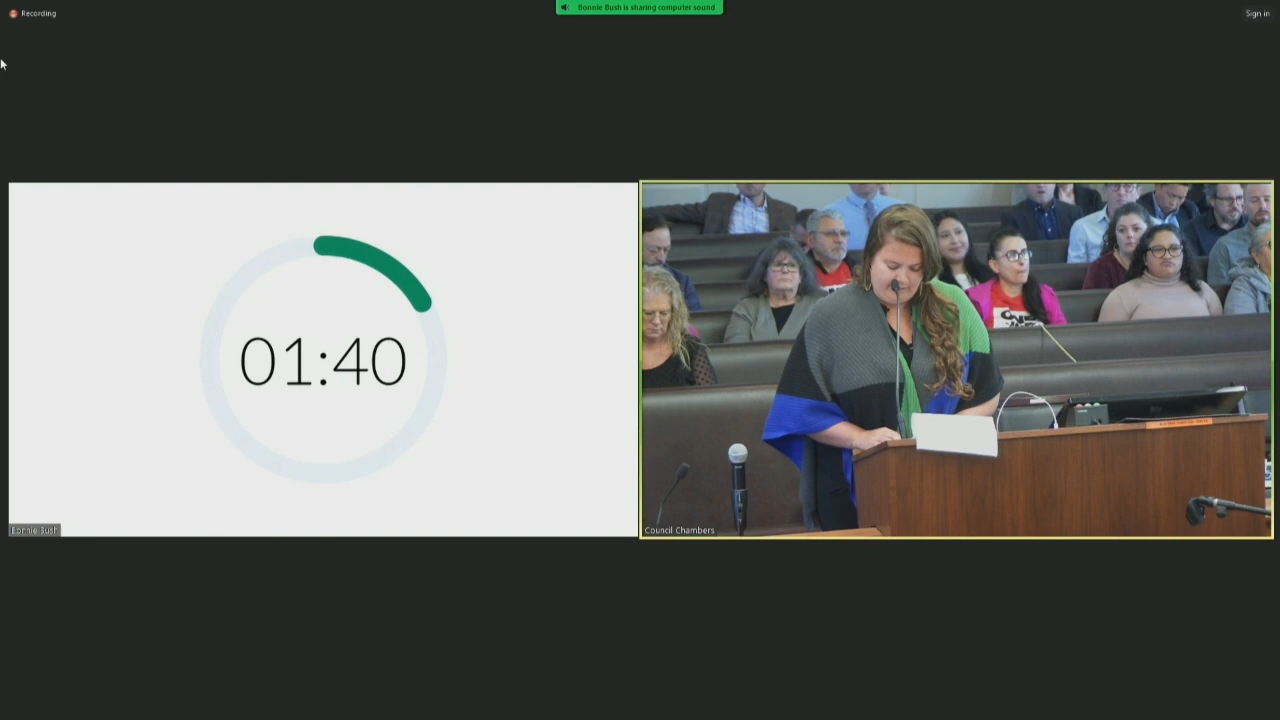 Recording
Bonnie Bush is sharing computer sound
Sign in
01:40
Bonnie Bush
Council Chambers